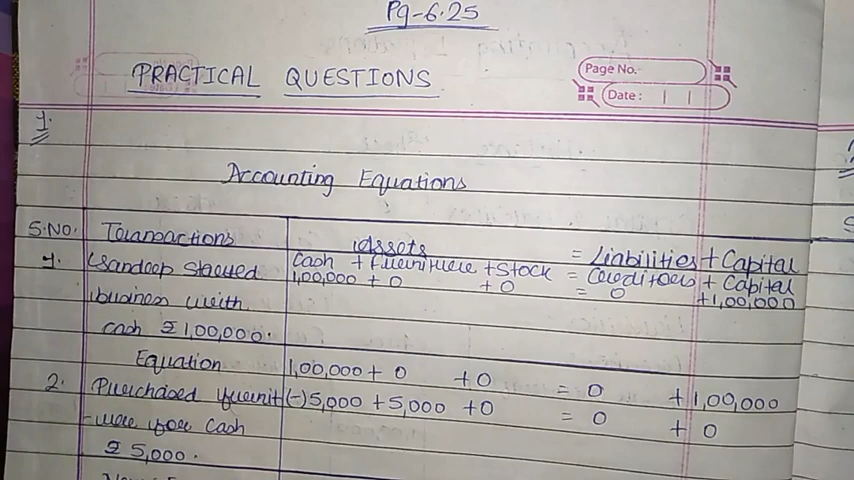 Pg-6.25
PRACTICAL QUESTIONS
Page No.
Date :
1.
Accounting Equations
S.NO. Transactions Assets = Liabilities + Capital
1. Sandeep started Cash + Furniture + Stock = Creditors + Capital
business with 1,00,000 + 0 + 0 = 0 + 1,00,000
cash ₹ 1,00,000.
Equation 1,00,000 + 0 + 0 = 0 + 1,00,000
2. Purchased furnit (-)5,000 + 5,000 + 0 = 0 + 0
-ure for cash
₹ 5,000.